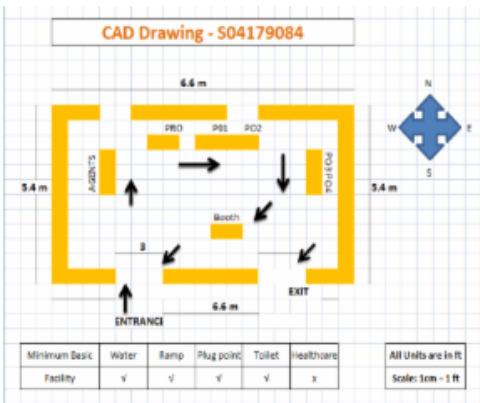 CAD Drawing - S04179084
6.6 m
N
PRO PB1 PO2
W E
AGENTS
PO3PO4
S
5.4 m
5.4 m
Booth
3
EXIT
6.6 m
ENTRANCE
Minimum Basic Water Ramp Plug point Toilet Healthcare
Facility √ √ √ √ x
All Units are in ft
Scale: 1cm - 1 ft